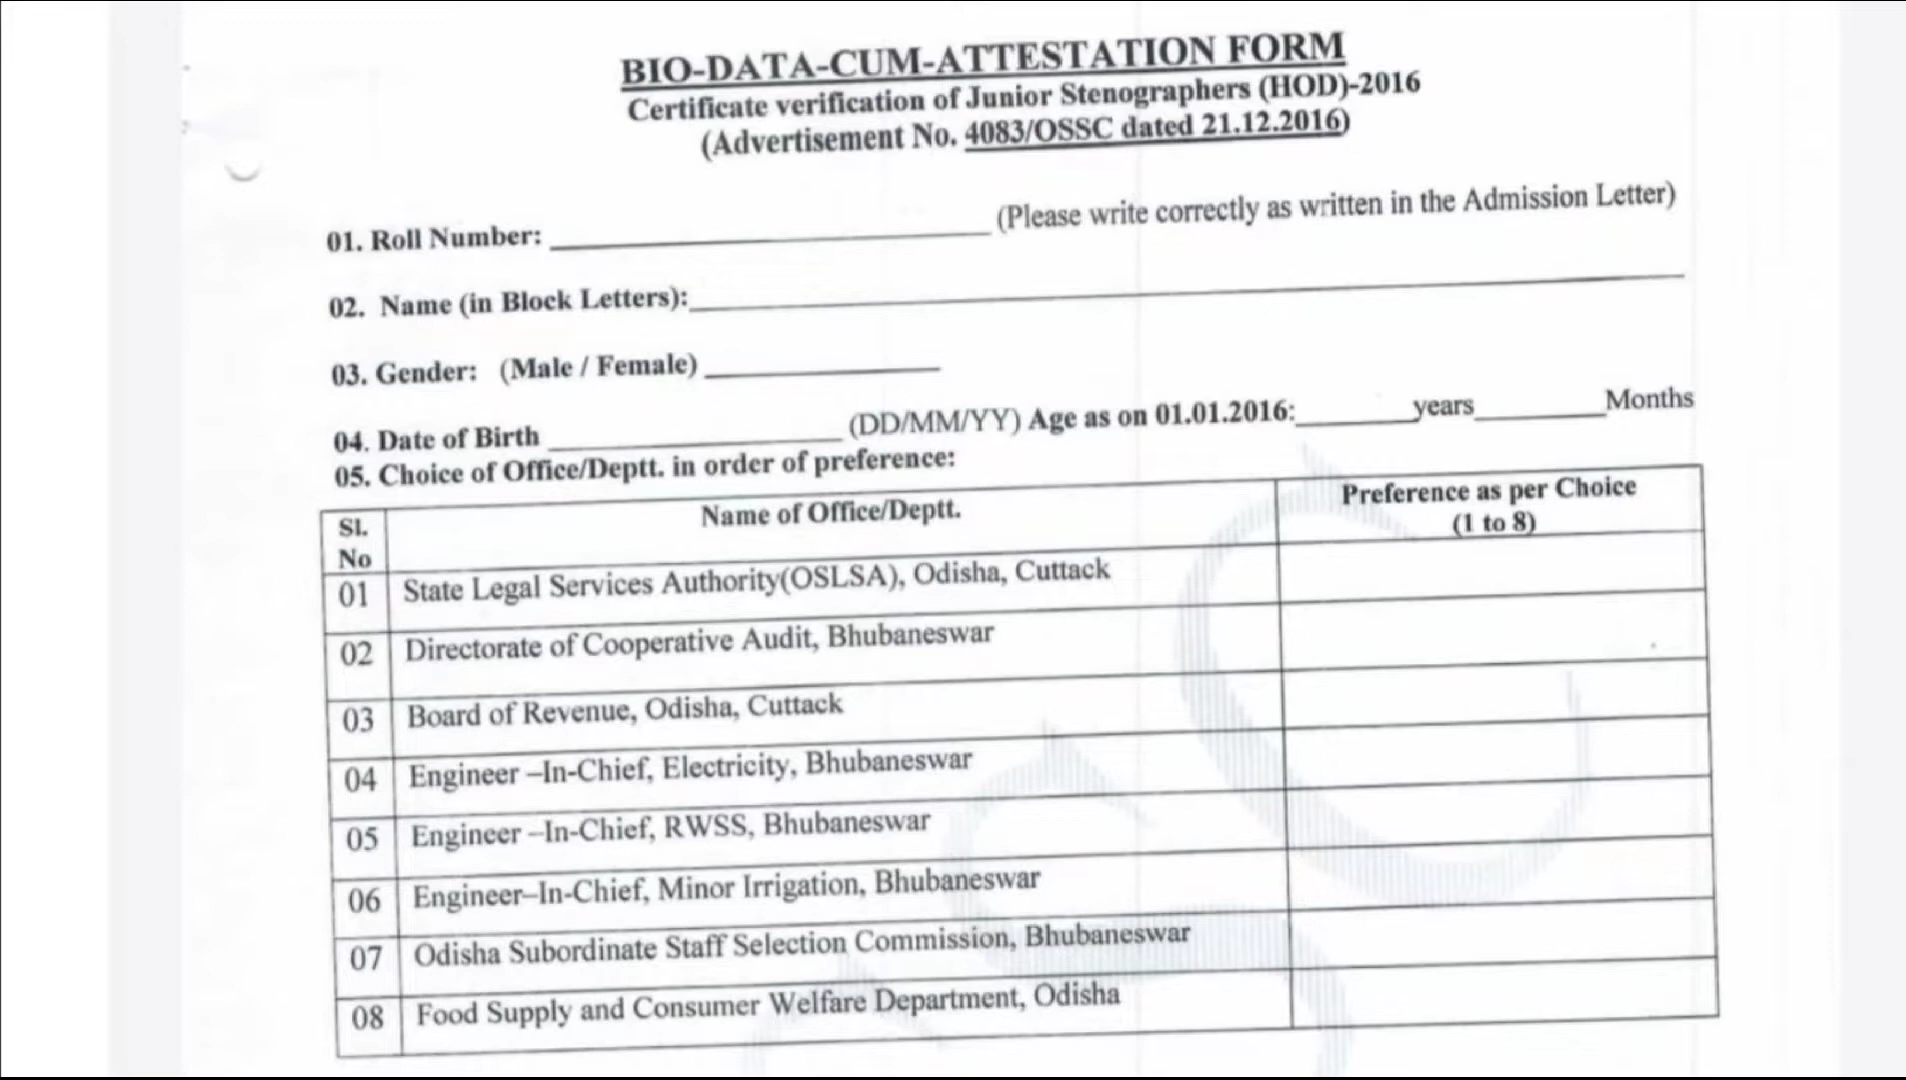 BIO-DATA-CUM-ATTESTATION FORM
Certificate verification of Junior Stenographers (HOD)-2016
(Advertisement No. 4083/OSSC dated 21.12.2016)
01. Roll Number: ____________________ (Please write correctly as written in the Admission Letter)
02. Name (in Block Letters):____________________
03. Gender: (Male / Female) __________
04. Date of Birth ____________ (DD/MM/YY) Age as on 01.01.2016:______years______Months
05. Choice of Office/Deptt. in order of preference:
Sl. No Name of Office/Deptt. Preference as per Choice (1 to 8)
01 State Legal Services Authority(OSLSA), Odisha, Cuttack
02 Directorate of Cooperative Audit, Bhubaneswar
03 Board of Revenue, Odisha, Cuttack
04 Engineer –In-Chief, Electricity, Bhubaneswar
05 Engineer –In-Chief, RWSS, Bhubaneswar
06 Engineer–In-Chief, Minor Irrigation, Bhubaneswar
07 Odisha Subordinate Staff Selection Commission, Bhubaneswar
08 Food Supply and Consumer Welfare Department, Odisha